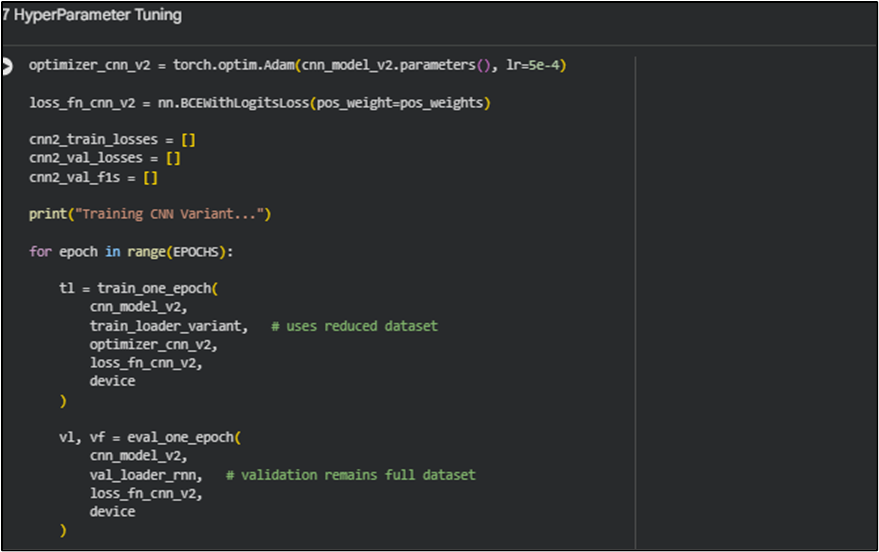 7 HyperParameter Tuning
optimizer_cnn_v2 = torch.optim.Adam(cnn_model_v2.parameters(), lr=5e-4)
loss_fn_cnn_v2 = nn.BCEWithLogitsLoss(pos_weight=pos_weights)
cnn2_train_losses = []
cnn2_val_losses = []
cnn2_val_f1s = []
print("Training CNN Variant...")
for epoch in range(EPOCHS):
    tl = train_one_epoch(
        cnn_model_v2,
        train_loader_variant,   # uses reduced dataset
        optimizer_cnn_v2,
        loss_fn_cnn_v2,
        device
    )
    vl, vf = eval_one_epoch(
        cnn_model_v2,
        val_loader_rnn,   # validation remains full dataset
        loss_fn_cnn_v2,
        device
    )